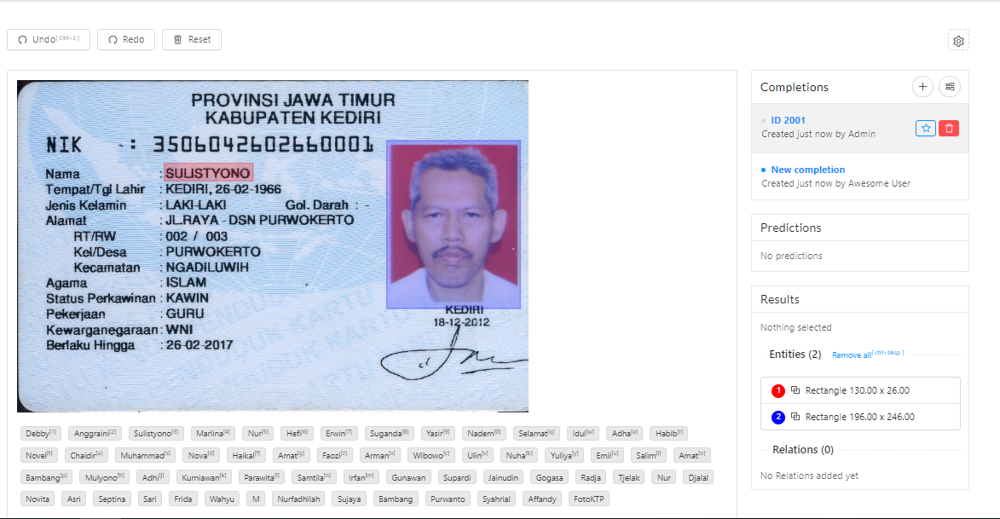 Undo[ Ctrl+z ] Redo Reset
PROVINSI JAWA TIMUR
KABUPATEN KEDIRI
NIK : 3506042602660001
Nama : SULISTYONO
Tempat/Tgl Lahir : KEDIRI, 26-02-1966
Jenis Kelamin : LAKI-LAKI Gol. Darah : -
Alamat : JL.RAYA - DSN PURWOKERTO
RT/RW : 002 / 003
Kel/Desa : PURWOKERTO
Kecamatan : NGADILUWIH
Agama : ISLAM
Status Perkawinan : KAWIN
Pekerjaan : GURU
Kewarganegaraan : WNI
Berlaku Hingga : 26-02-2017
KEDIRI
18-12-2012
Debby[1] Anggraini[2] Sulistyono[3] Marlina[4] Nur[5] Hefi[6] Erwin[7] Suganda[8] Yasir[9] Nadem[0] Selamat[q] Idul[w] Adha[e] Habib[r]
Novel[t] Chaidir[a] Muhammad[s] Nova[d] Haikal[f] Amat[g] Faozi[z] Arman[x] Wibowo[c] Ulin[v] Nuha[b] Yuliya[y] Emil[u] Salim[i] Amat[o]
Bambang[p] Mulyono[h] Adhi[j] Kurniawan[k] Parawita[l] Samtila[n] Irfan[m] Gunawan Supardi Jainudin Gogasa Radja Tjelak Nur Djalal
Novita Asri Septina Sari Frida Wahyu M Nurfadhilah Sujaya Bambang Purwanto Syahrial Affandy FotoKTP
Completions
ID 2001
Created just now by Admin
New completion
Created just now by Awesome User
Predictions
No predictions
Results
Nothing selected
Entities (2) Remove all[ ctrl+bksp ]
1 Rectangle 130.00 x 26.00
2 Rectangle 196.00 x 246.00
Relations (0)
No Relations added yet